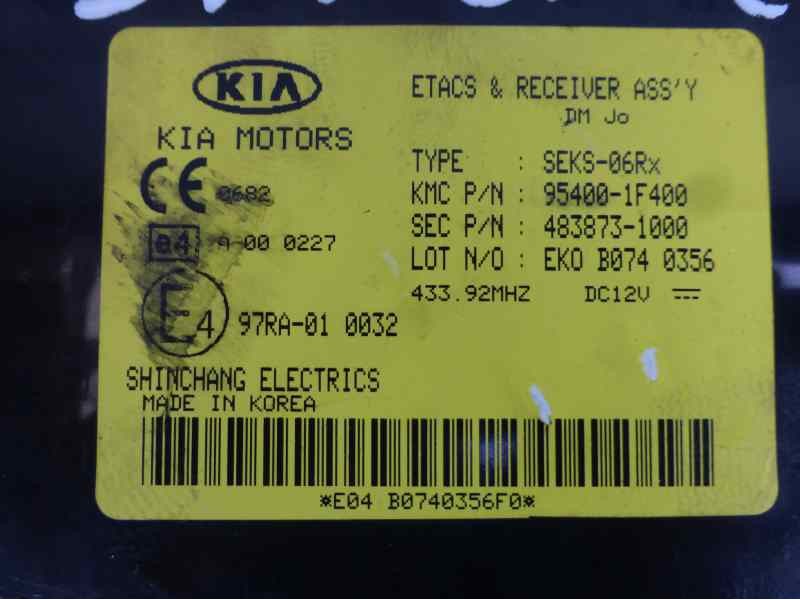 KIA
KIA MOTORS
ETACS & RECEIVER ASS'Y
DM Jo
TYPE : SEKS-06Rx
KMC P/N : 95400-1F400
SEC P/N : 483873-1000
LOT N/O : EKO B074 0356
433.92MHZ DC12V
CE 0682
e4 A-00 0227
E4 97RA-01 0032
SHINCHANG ELECTRICS
MADE IN KOREA
*E04 B0740356F0*